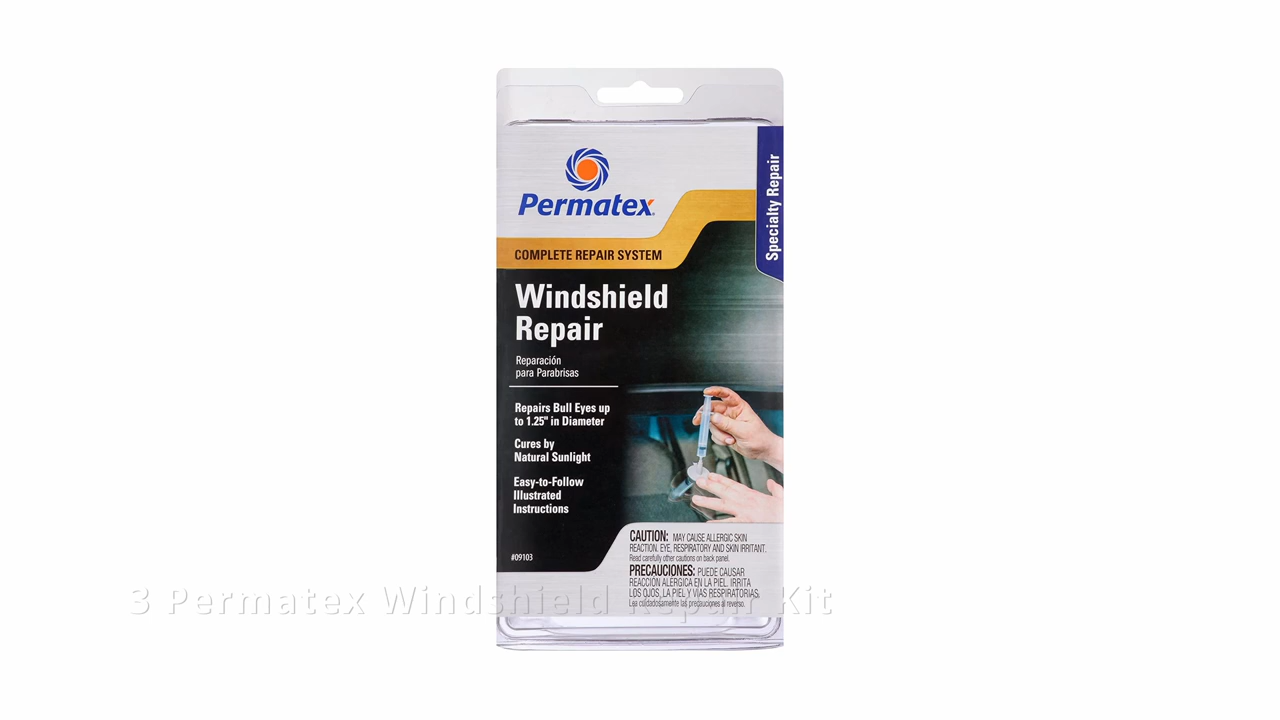 Specialty Repair
Permatex
COMPLETE REPAIR SYSTEM
Windshield
Repair
Reparación
para Parabrisas
Repairs Bull Eyes up
to 1.25" in Diameter
Cures by
Natural Sunlight
Easy-to-Follow
Illustrated
Instructions
#09103
CAUTION: MAY CAUSE ALLERGIC SKIN
REACTION. EYE, RESPIRATORY AND SKIN IRRITANT.
Read carefully other cautions on back panel.
PRECAUCIONES: PUEDE CAUSAR
REACCIÓN ALÉRGICA EN LA PIEL. IRRITA
LOS OJOS, LA PIEL Y VÍAS RESPIRATORIAS.
Lea cuidadosamente las precauciones al reverso.
3 Permatex Windshield Repair Kit